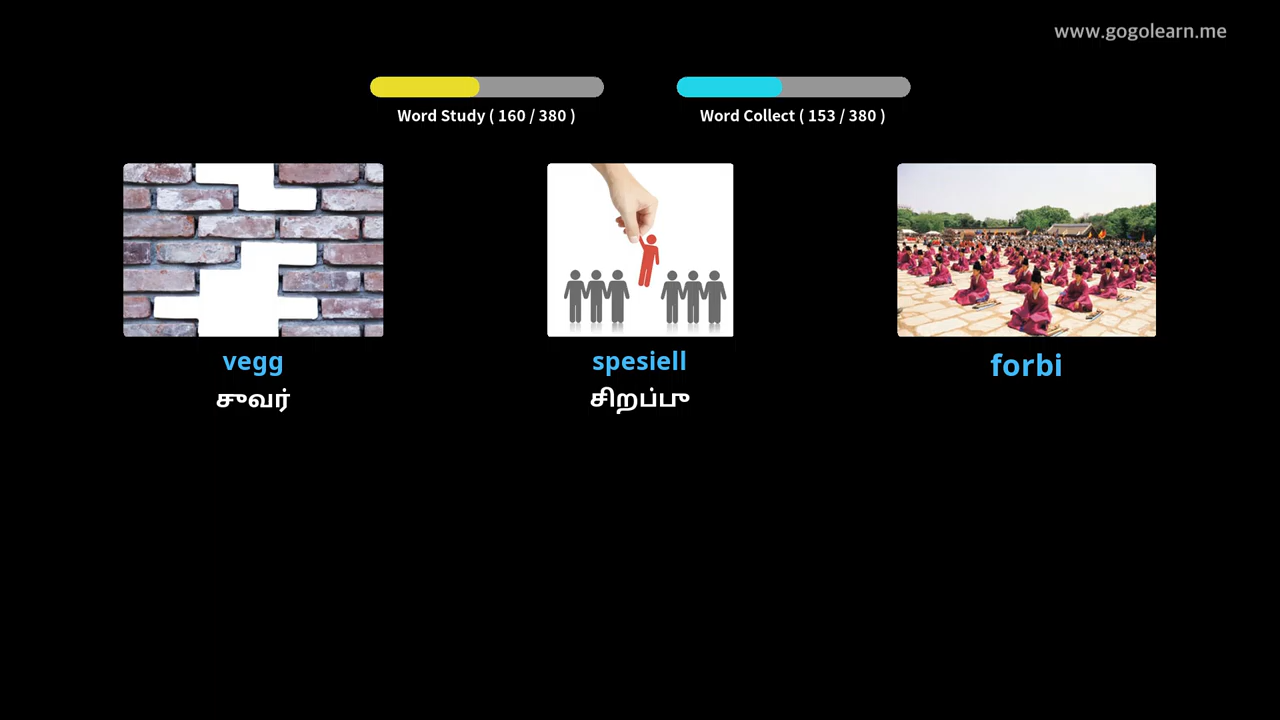 www.gogolearn.me
Word Study ( 160 / 380 )
Word Collect ( 153 / 380 )
vegg
spesiell
forbi
சுவர்
சிறப்பு